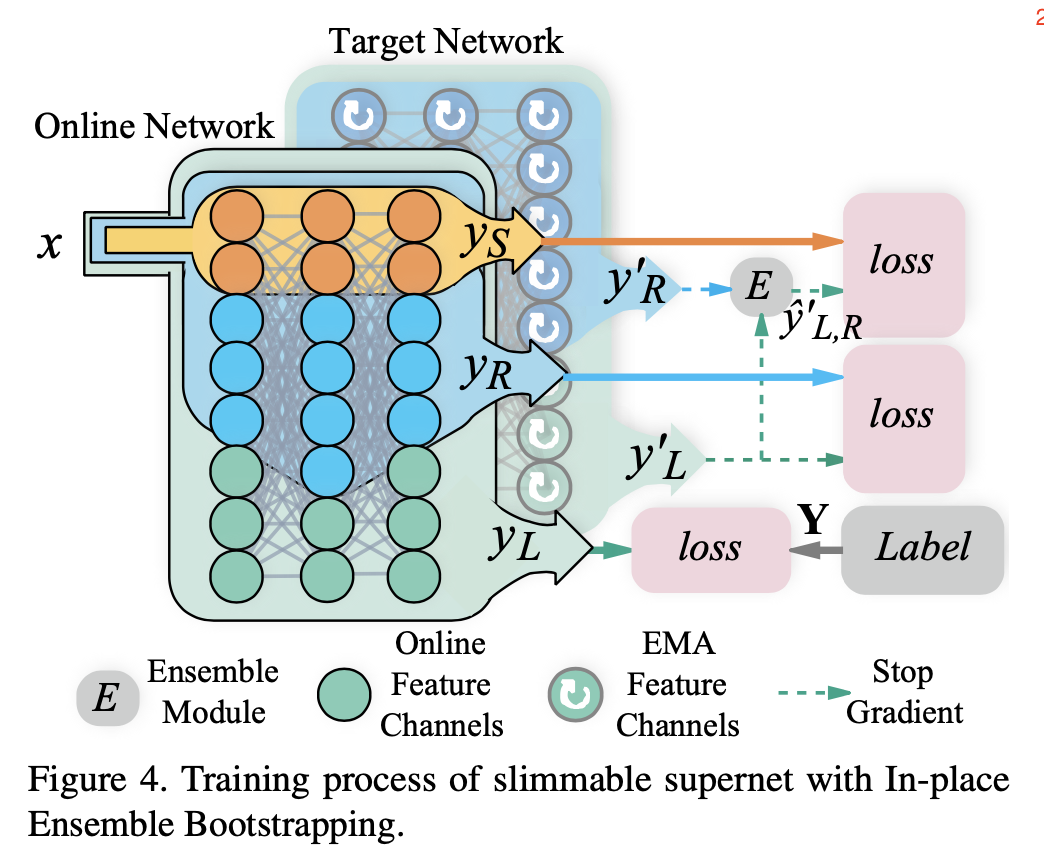 2
Target Network
Online Network
x
y_S
y'_R
E
loss
ŷ'_{L,R}
y_R
loss
y'_L
y_L
loss
Y
Label
E
Ensemble
Module
Online
Feature
Channels
EMA
Feature
Channels
Stop
Gradient
Figure 4. Training process of slimmable supernet with In-place
Ensemble Bootstrapping.